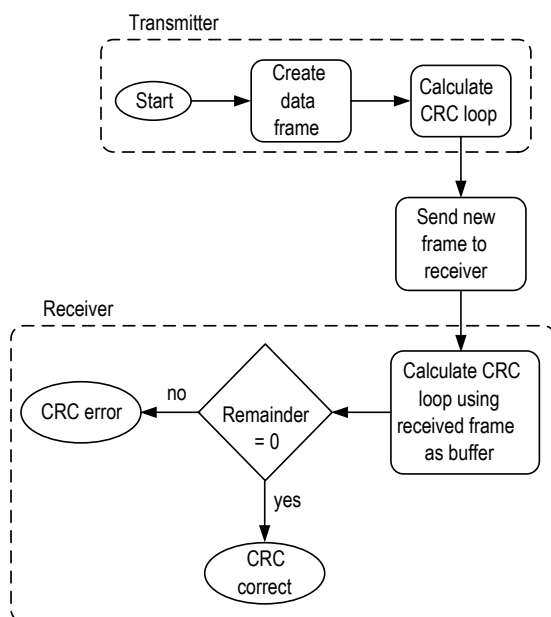 Transmitter
Start
Create
data
frame
Calculate
CRC loop
Send new
frame to
receiver
Receiver
Calculate CRC
loop using
received frame
as buffer
Remainder
= 0
no
CRC error
yes
CRC
correct